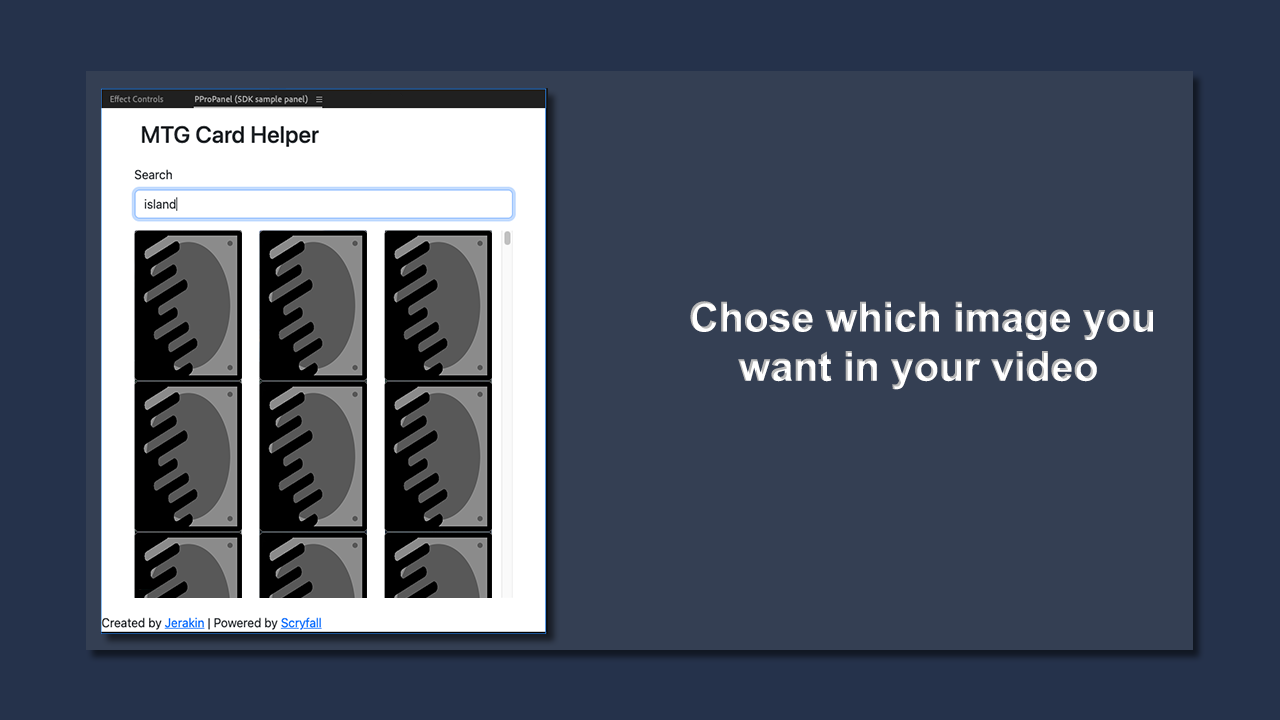 Effect Controls PProPanel (SDK sample panel)
MTG Card Helper
Search
island
Created by Jerakin | Powered by Scryfall
Chose which image you
want in your video